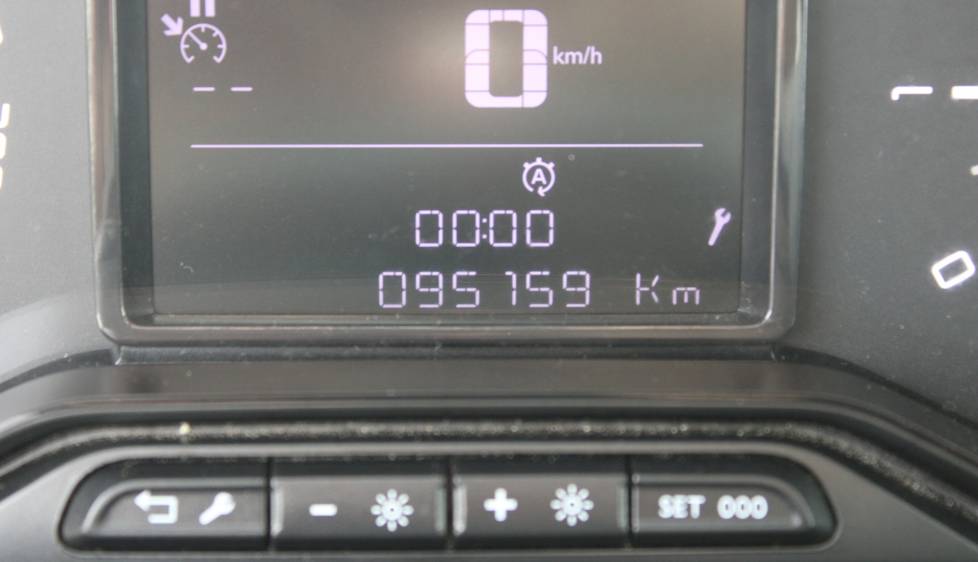 0 km/h
-- --
A
00:00
095159 Km
- + SET 000